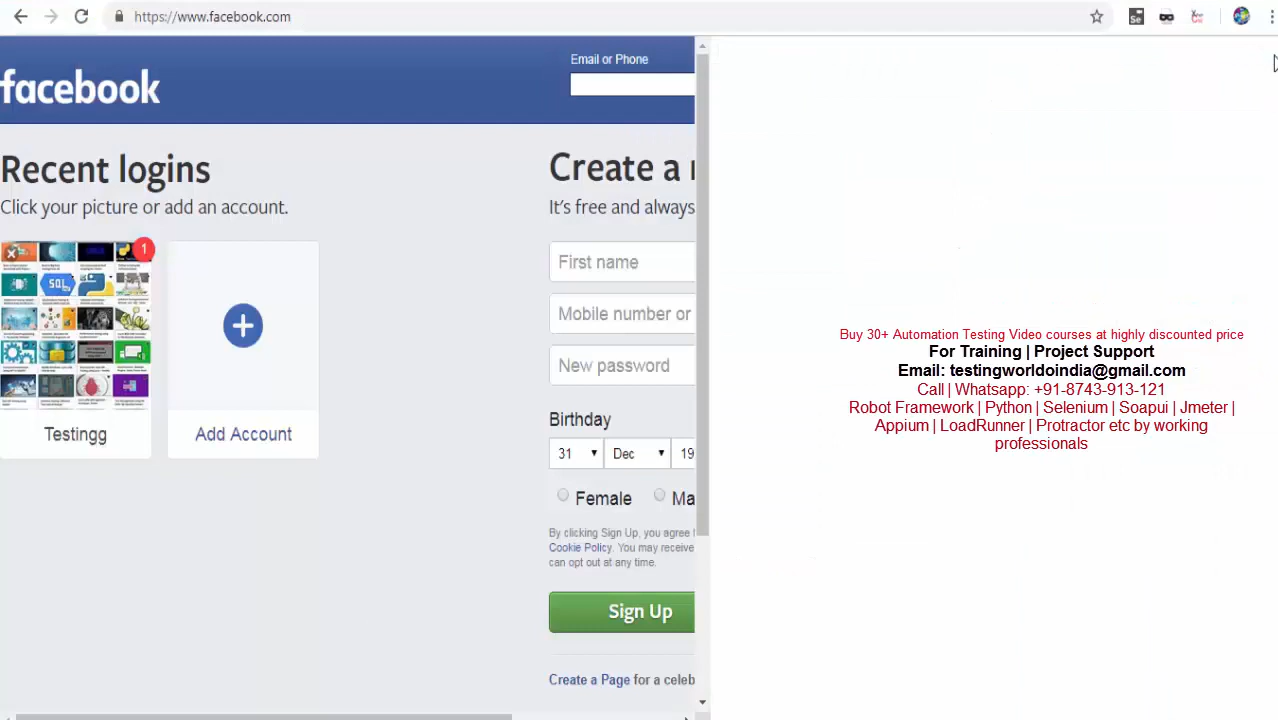 https://www.facebook.com
Se
facebook
Email or Phone
Recent logins
Click your picture or add an account.
1
SQL
Testingg
Add Account
Create a
It's free and always
First name
Mobile number or
New password
Birthday
31 Dec 19
Female Ma
By clicking Sign Up, you agree
Cookie Policy. You may receive
can opt out at any time.
Sign Up
Create a Page for a celeb
Buy 30+ Automation Testing Video courses at highly discounted price
For Training | Project Support
Email: testingworldoindia@gmail.com
Call | Whatsapp: +91-8743-913-121
Robot Framework | Python | Selenium | Soapui | Jmeter |
Appium | LoadRunner | Protractor etc by working
professionals